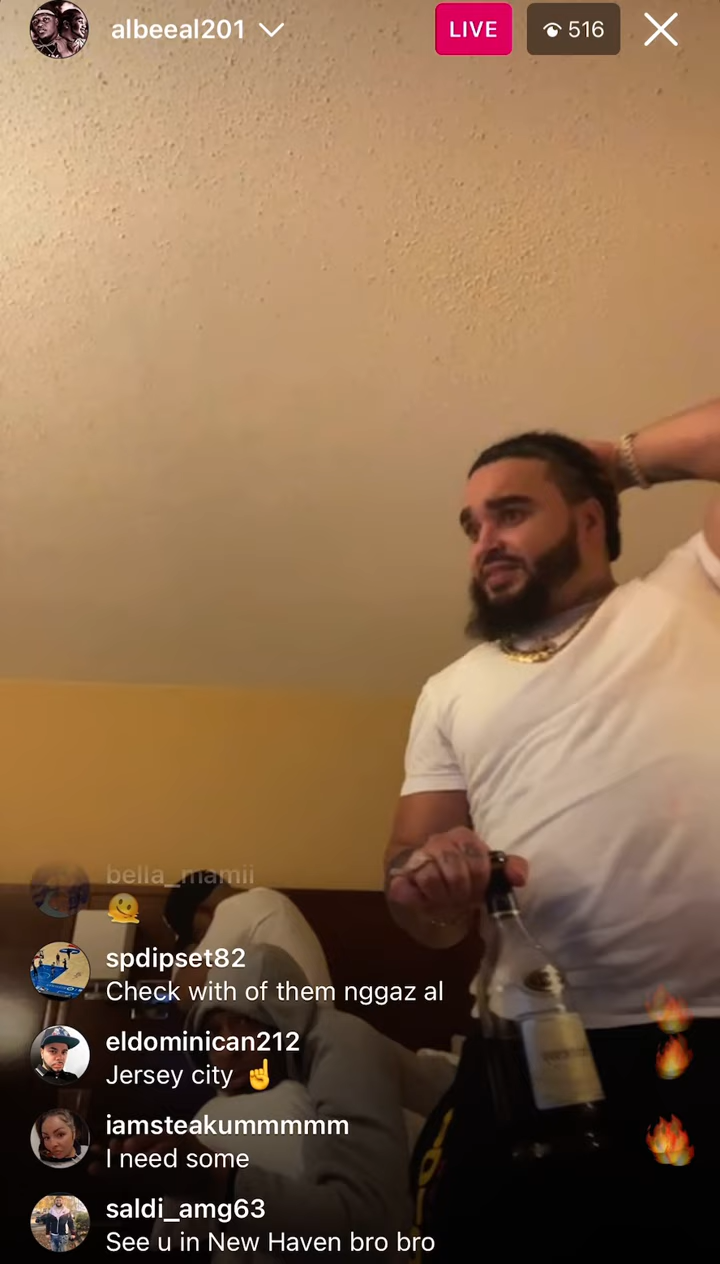 albeeal201
LIVE
516
bella_mamii
🫠
spdipset82
Check with of them nggaz al
eldominican212
Jersey city ☝️
iamsteakummmmm
I need some
saldi_amg63
See u in New Haven bro bro